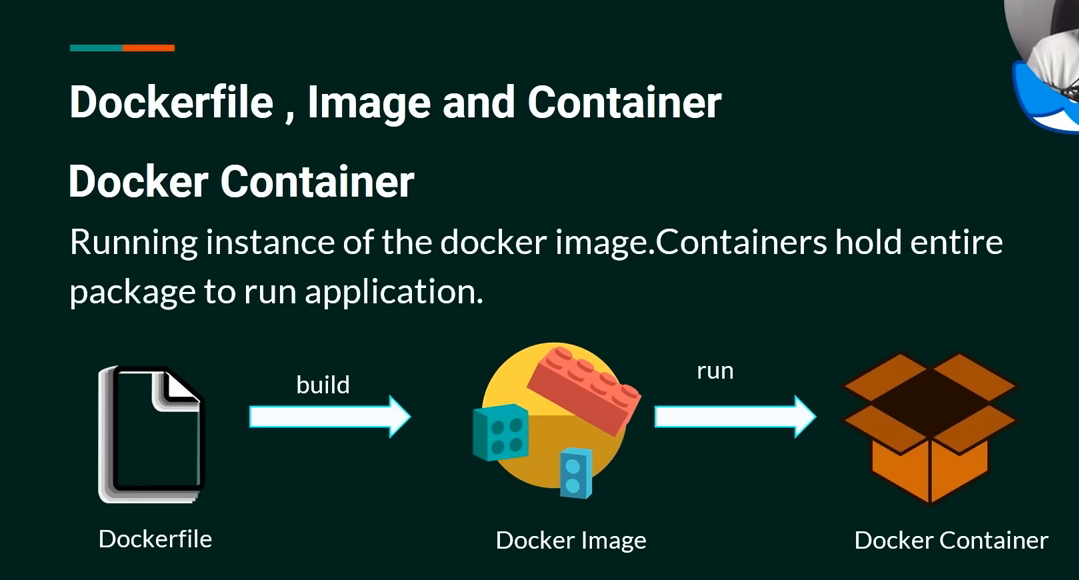 Dockerfile , Image and Container
Docker Container
Running instance of the docker image.Containers hold entire
package to run application.
build
run
Dockerfile
Docker Image
Docker Container